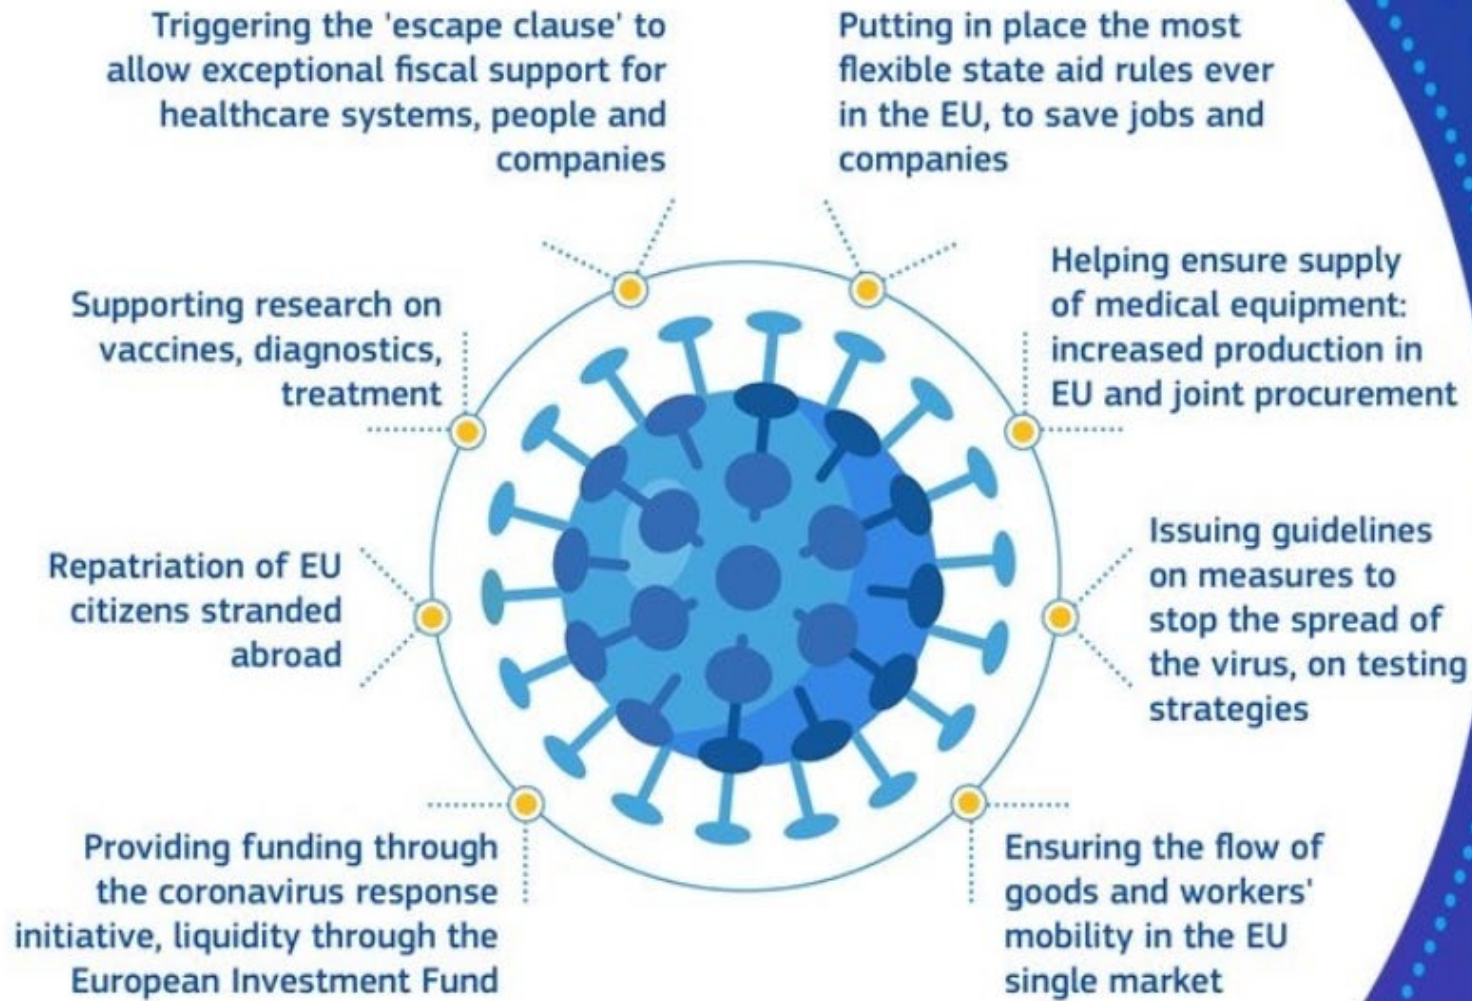 Triggering the 'escape clause' to
allow exceptional fiscal support for
healthcare systems, people and
companies
Putting in place the most
flexible state aid rules ever
in the EU, to save jobs and
companies
Supporting research on
vaccines, diagnostics,
treatment
Helping ensure supply
of medical equipment:
increased production in
EU and joint procurement
Repatriation of EU
citizens stranded
abroad
Issuing guidelines
on measures to
stop the spread of
the virus, on testing
strategies
Providing funding through
the coronavirus response
initiative, liquidity through the
European Investment Fund
Ensuring the flow of
goods and workers'
mobility in the EU
single market